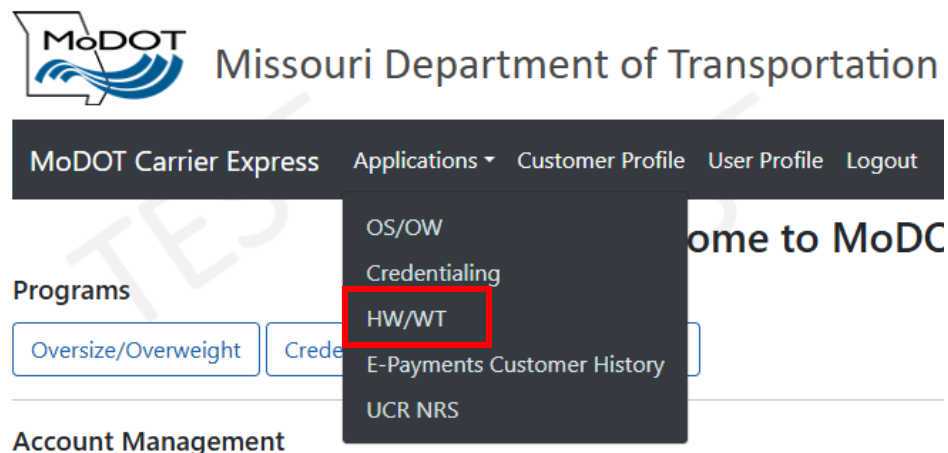 MoDOT
Missouri Department of Transportation
MoDOT Carrier Express Applications Customer Profile User Profile Logout
OS/OW
ome to MoDO
Credentialing
Programs
HW/WT
Oversize/Overweight Crede
E-Payments Customer History
UCR NRS
Account Management
TEST